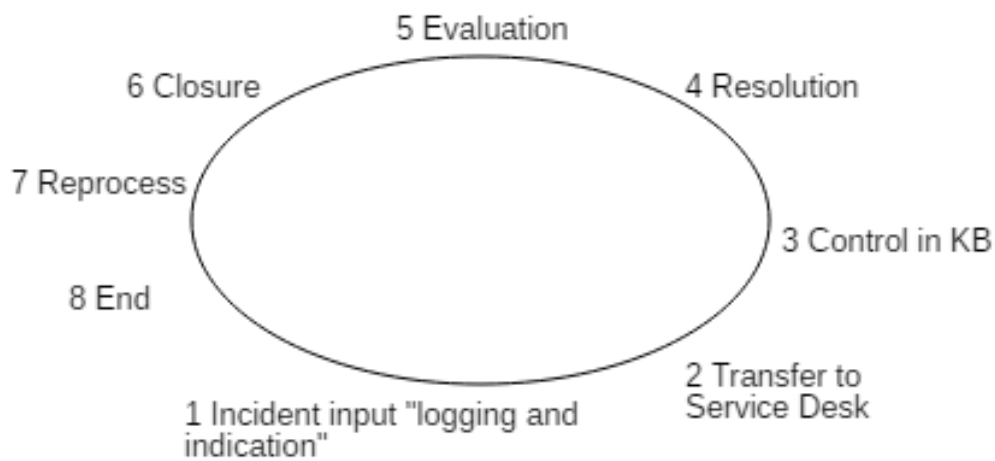 5 Evaluation
6 Closure
4 Resolution
7 Reprocess
3 Control in KB
8 End
2 Transfer to
Service Desk
1 Incident input "logging and
indication"